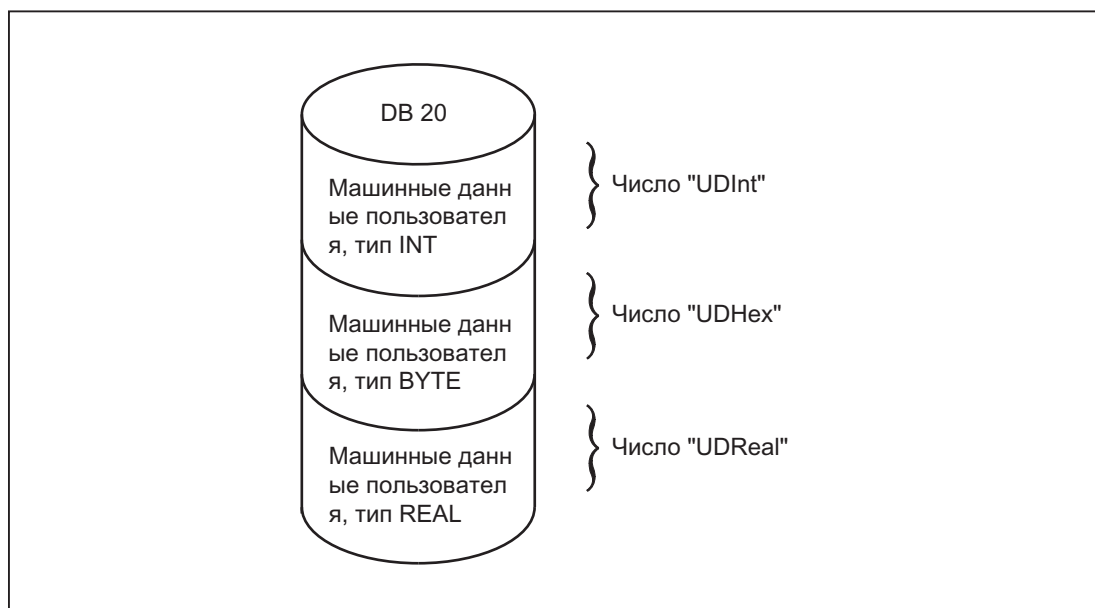 DB 20
Машинные данн
ые пользовател
я, тип INT
Число "UDInt"
Машинные данн
ые пользовател
я, тип BYTE
Число "UDHex"
Машинные данн
ые пользовател
я, тип REAL
Число "UDReal"